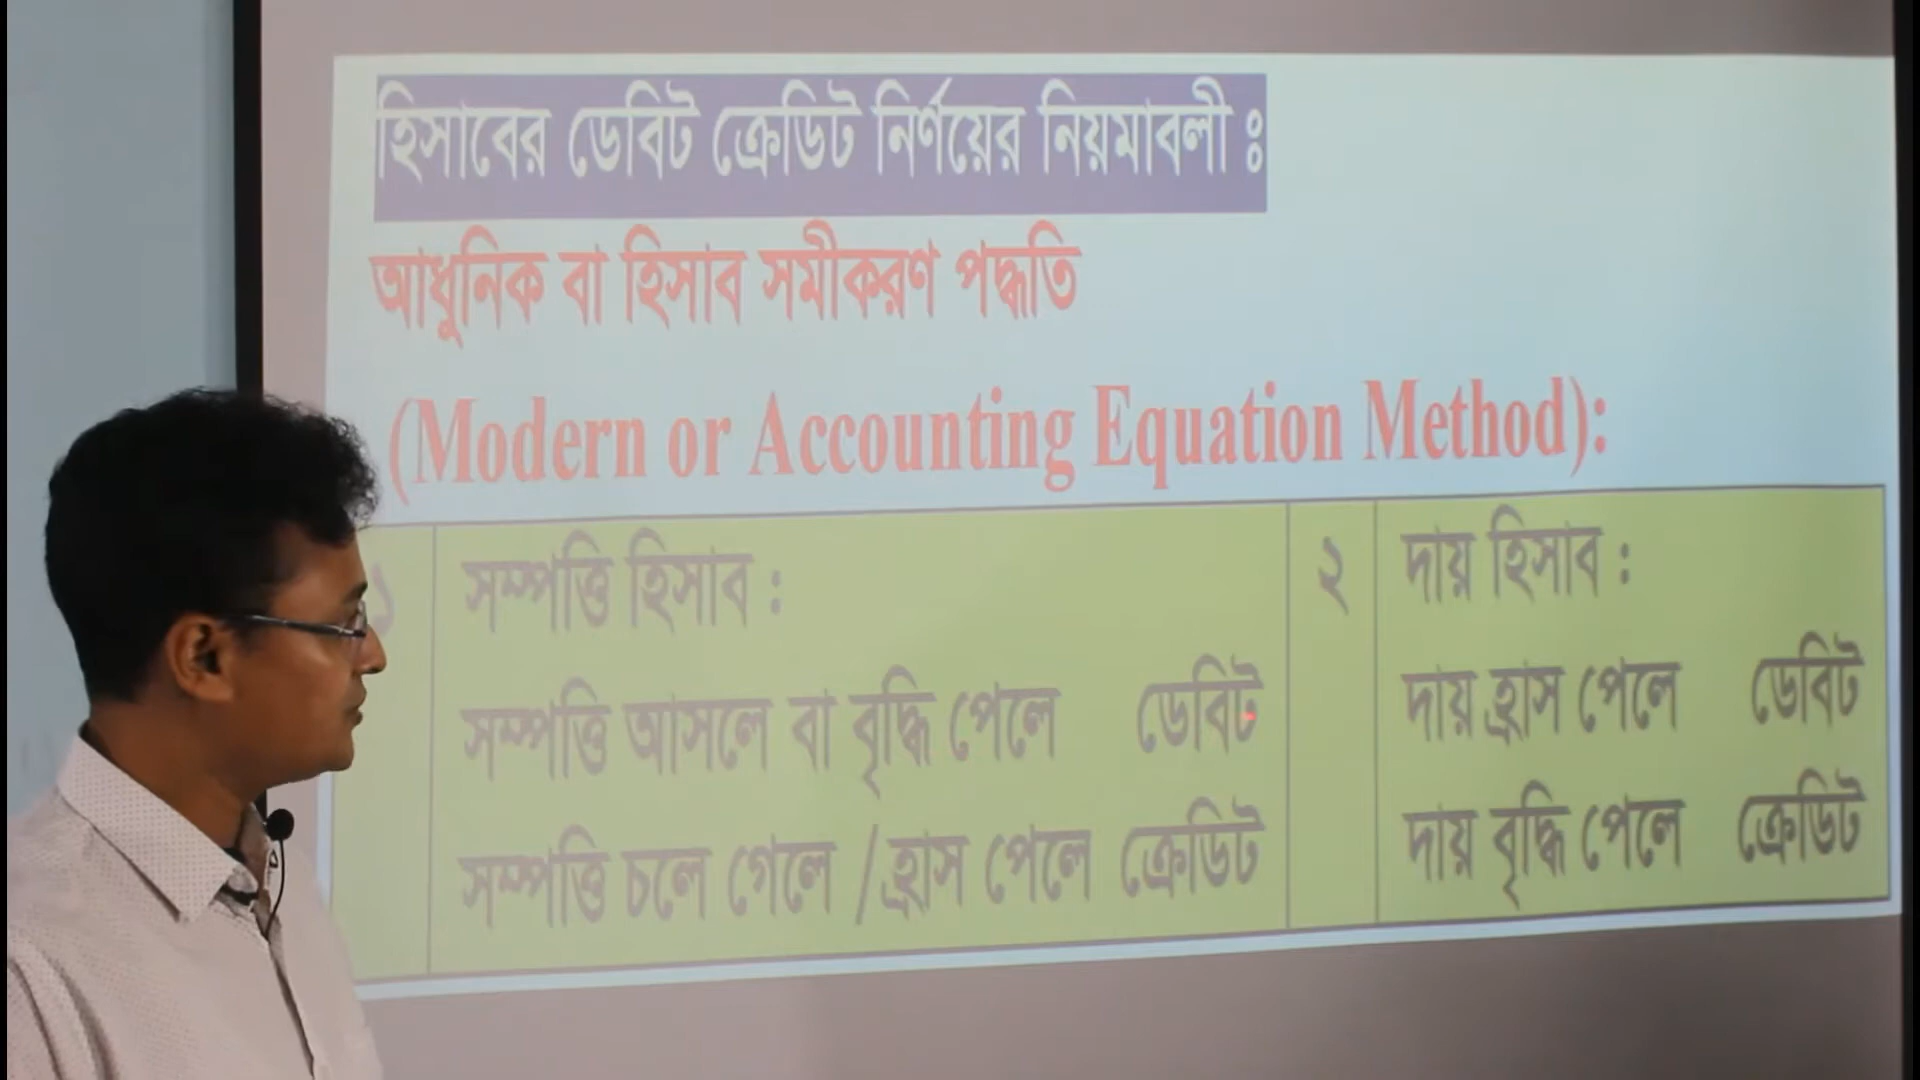 হিসাবের ডেবিট ক্রেডিট নির্ণয়ের নিয়মাবলী ঃ
আধুনিক বা হিসাব সমীকরণ পদ্ধতি
(Modern or Accounting Equation Method):
১ সম্পত্তি হিসাব :
সম্পত্তি আসলে বা বৃদ্ধি পেলে ডেবিট
সম্পত্তি চলে গেলে / হ্রাস পেলে ক্রেডিট
২ দায় হিসাব :
দায় হ্রাস পেলে ডেবিট
দায় বৃদ্ধি পেলে ক্রেডিট